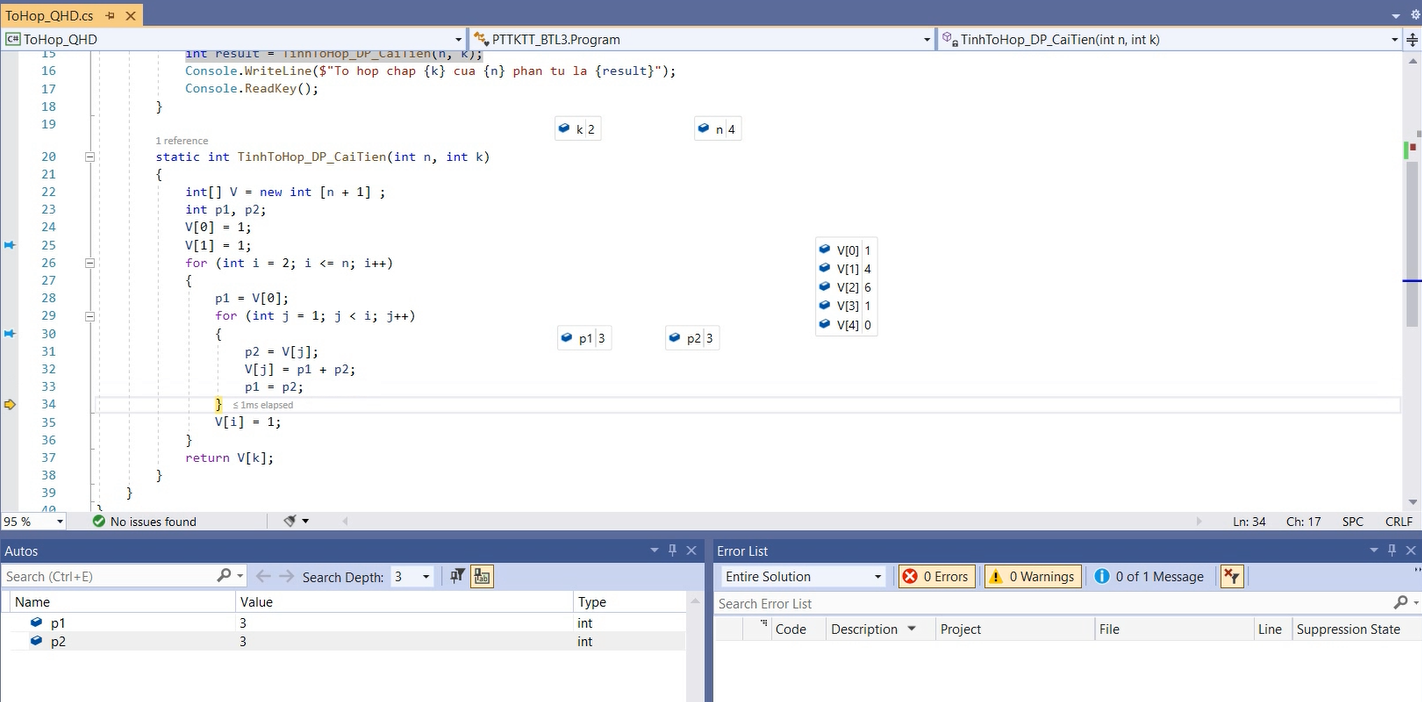 ToHop_QHD.cs
C# ToHop_QHD
PTTKTT_BTL3.Program
TinhToHop_DP_CaiTien(int n, int k)
15 int result = TinhToHop_DP_CaiTien(n, k);
16 Console.WriteLine($"To hop chap {k} cua {n} phan tu la {result}");
17 Console.ReadKey();
18 }
19
k 2
n 4
1 reference
20 static int TinhToHop_DP_CaiTien(int n, int k)
21 {
22 int[] V = new int [n + 1] ;
23 int p1, p2;
24 V[0] = 1;
25 V[1] = 1;
26 for (int i = 2; i <= n; i++)
27 {
28 p1 = V[0];
29 for (int j = 1; j < i; j++)
30 {
31 p2 = V[j];
32 V[j] = p1 + p2;
33 p1 = p2;
34 } ≤ 1ms elapsed
35 V[i] = 1;
36 }
37 return V[k];
38 }
39 }
40 }
V[0] 1
V[1] 4
V[2] 6
V[3] 1
V[4] 0
p1 3
p2 3
95 %
No issues found
Ln: 34 Ch: 17 SPC CRLF
Autos
Search (Ctrl+E)
Search Depth: 3
Name Value Type
p1 3 int
p2 3 int
Error List
Entire Solution
0 Errors
0 Warnings
0 of 1 Message
Search Error List
Code Description Project File Line Suppression State